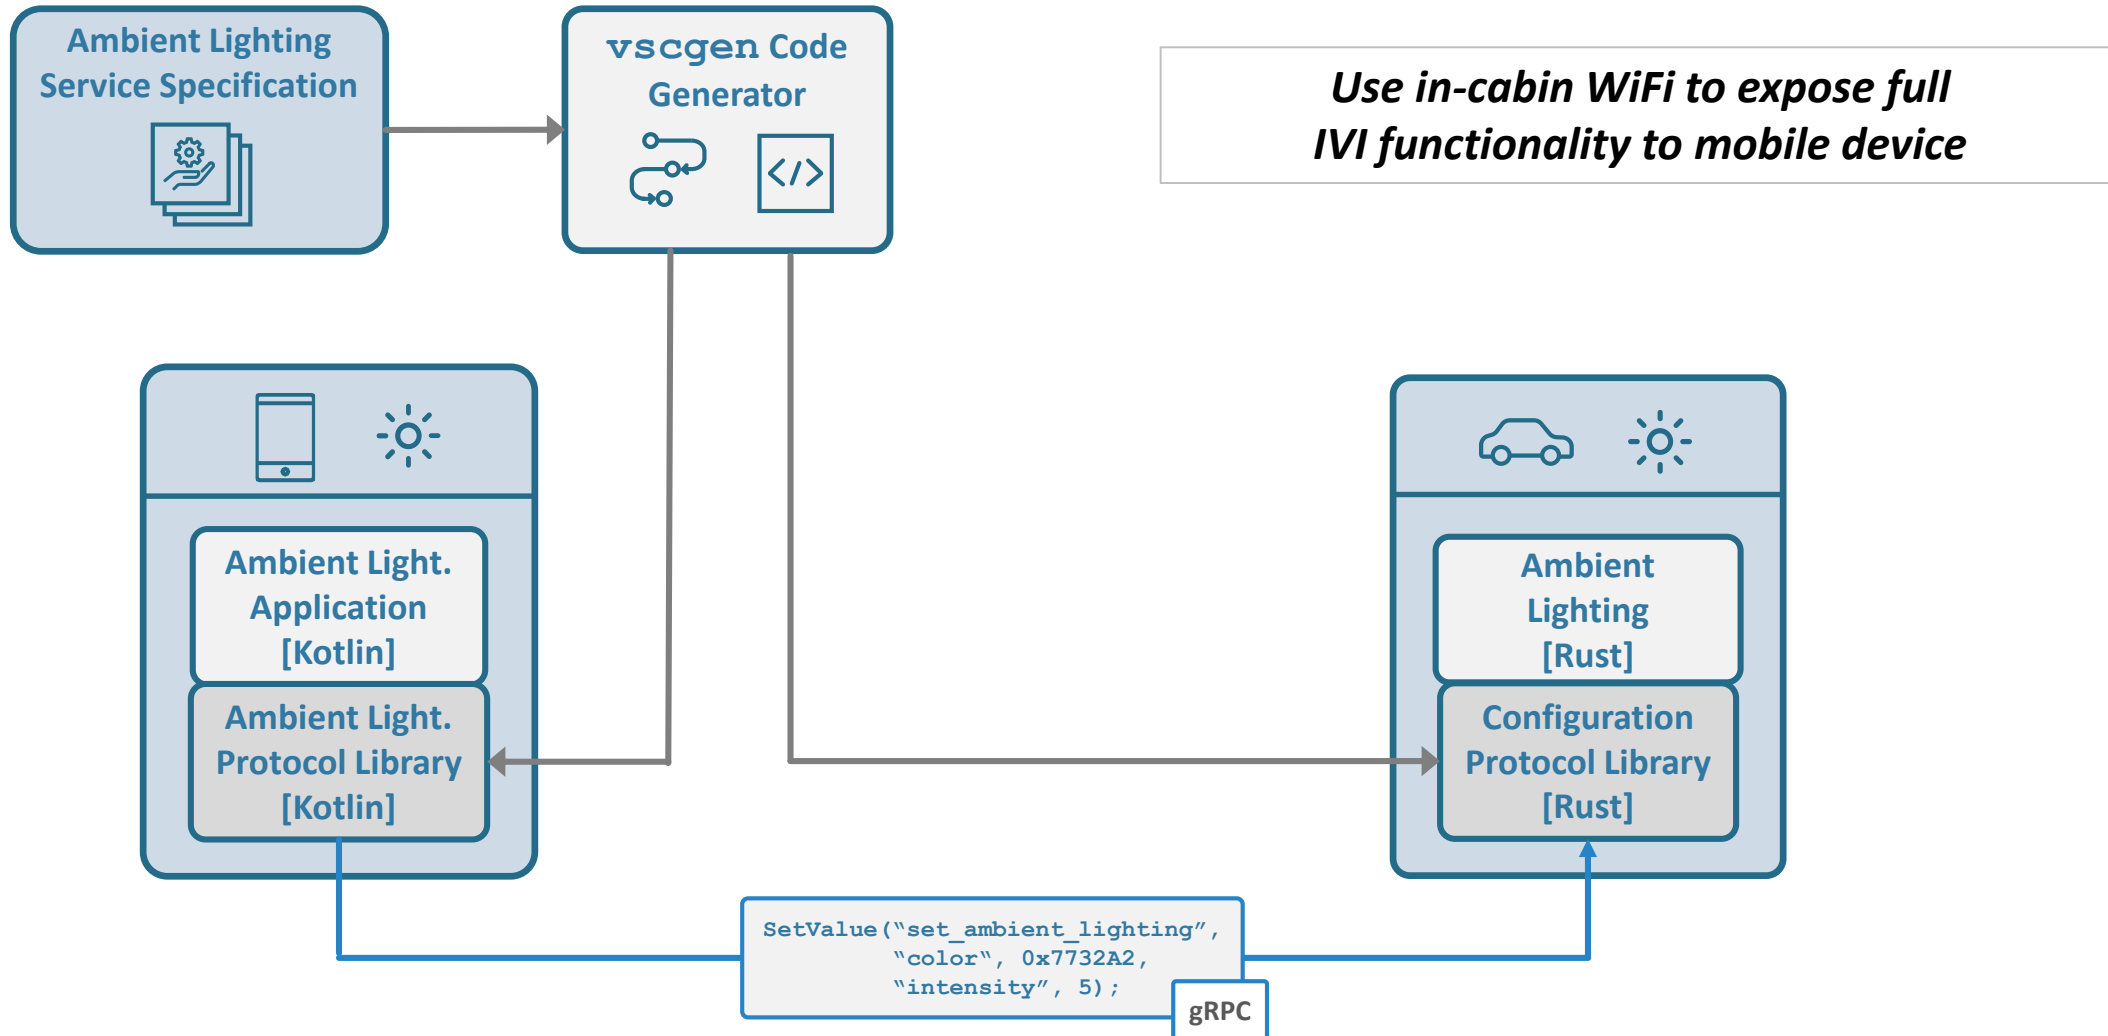 Ambient Lighting
Service Specification
vscgen Code
Generator
</>
Use in-cabin WiFi to expose full
IVI functionality to mobile device
Ambient Light.
Application
[Kotlin]
Ambient Light.
Protocol Library
[Kotlin]
Ambient
Lighting
[Rust]
Configuration
Protocol Library
[Rust]
SetValue(“set_ambient_lighting”,
“color“, 0x7732A2,
“intensity”, 5);
gRPC